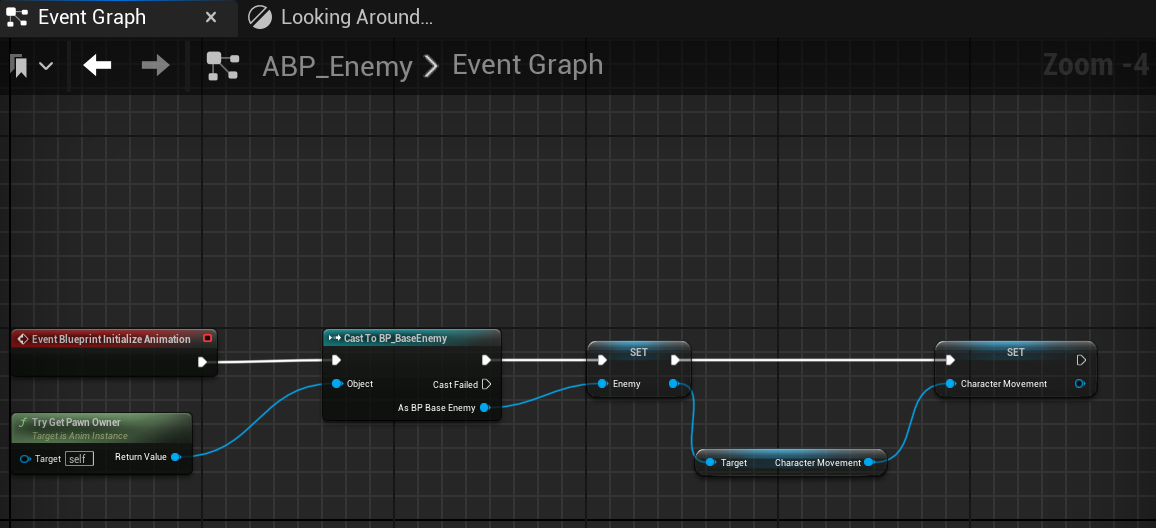 Event Graph
Looking Around...
ABP_Enemy
Event Graph
Zoom -4
Event Blueprint Initialize Animation
Cast To BP_BaseEnemy
Object
Cast Failed
As BP Base Enemy
SET
Enemy
SET
Character Movement
Try Get Pawn Owner
Target is Anim Instance
Target self
Return Value
Target
Character Movement